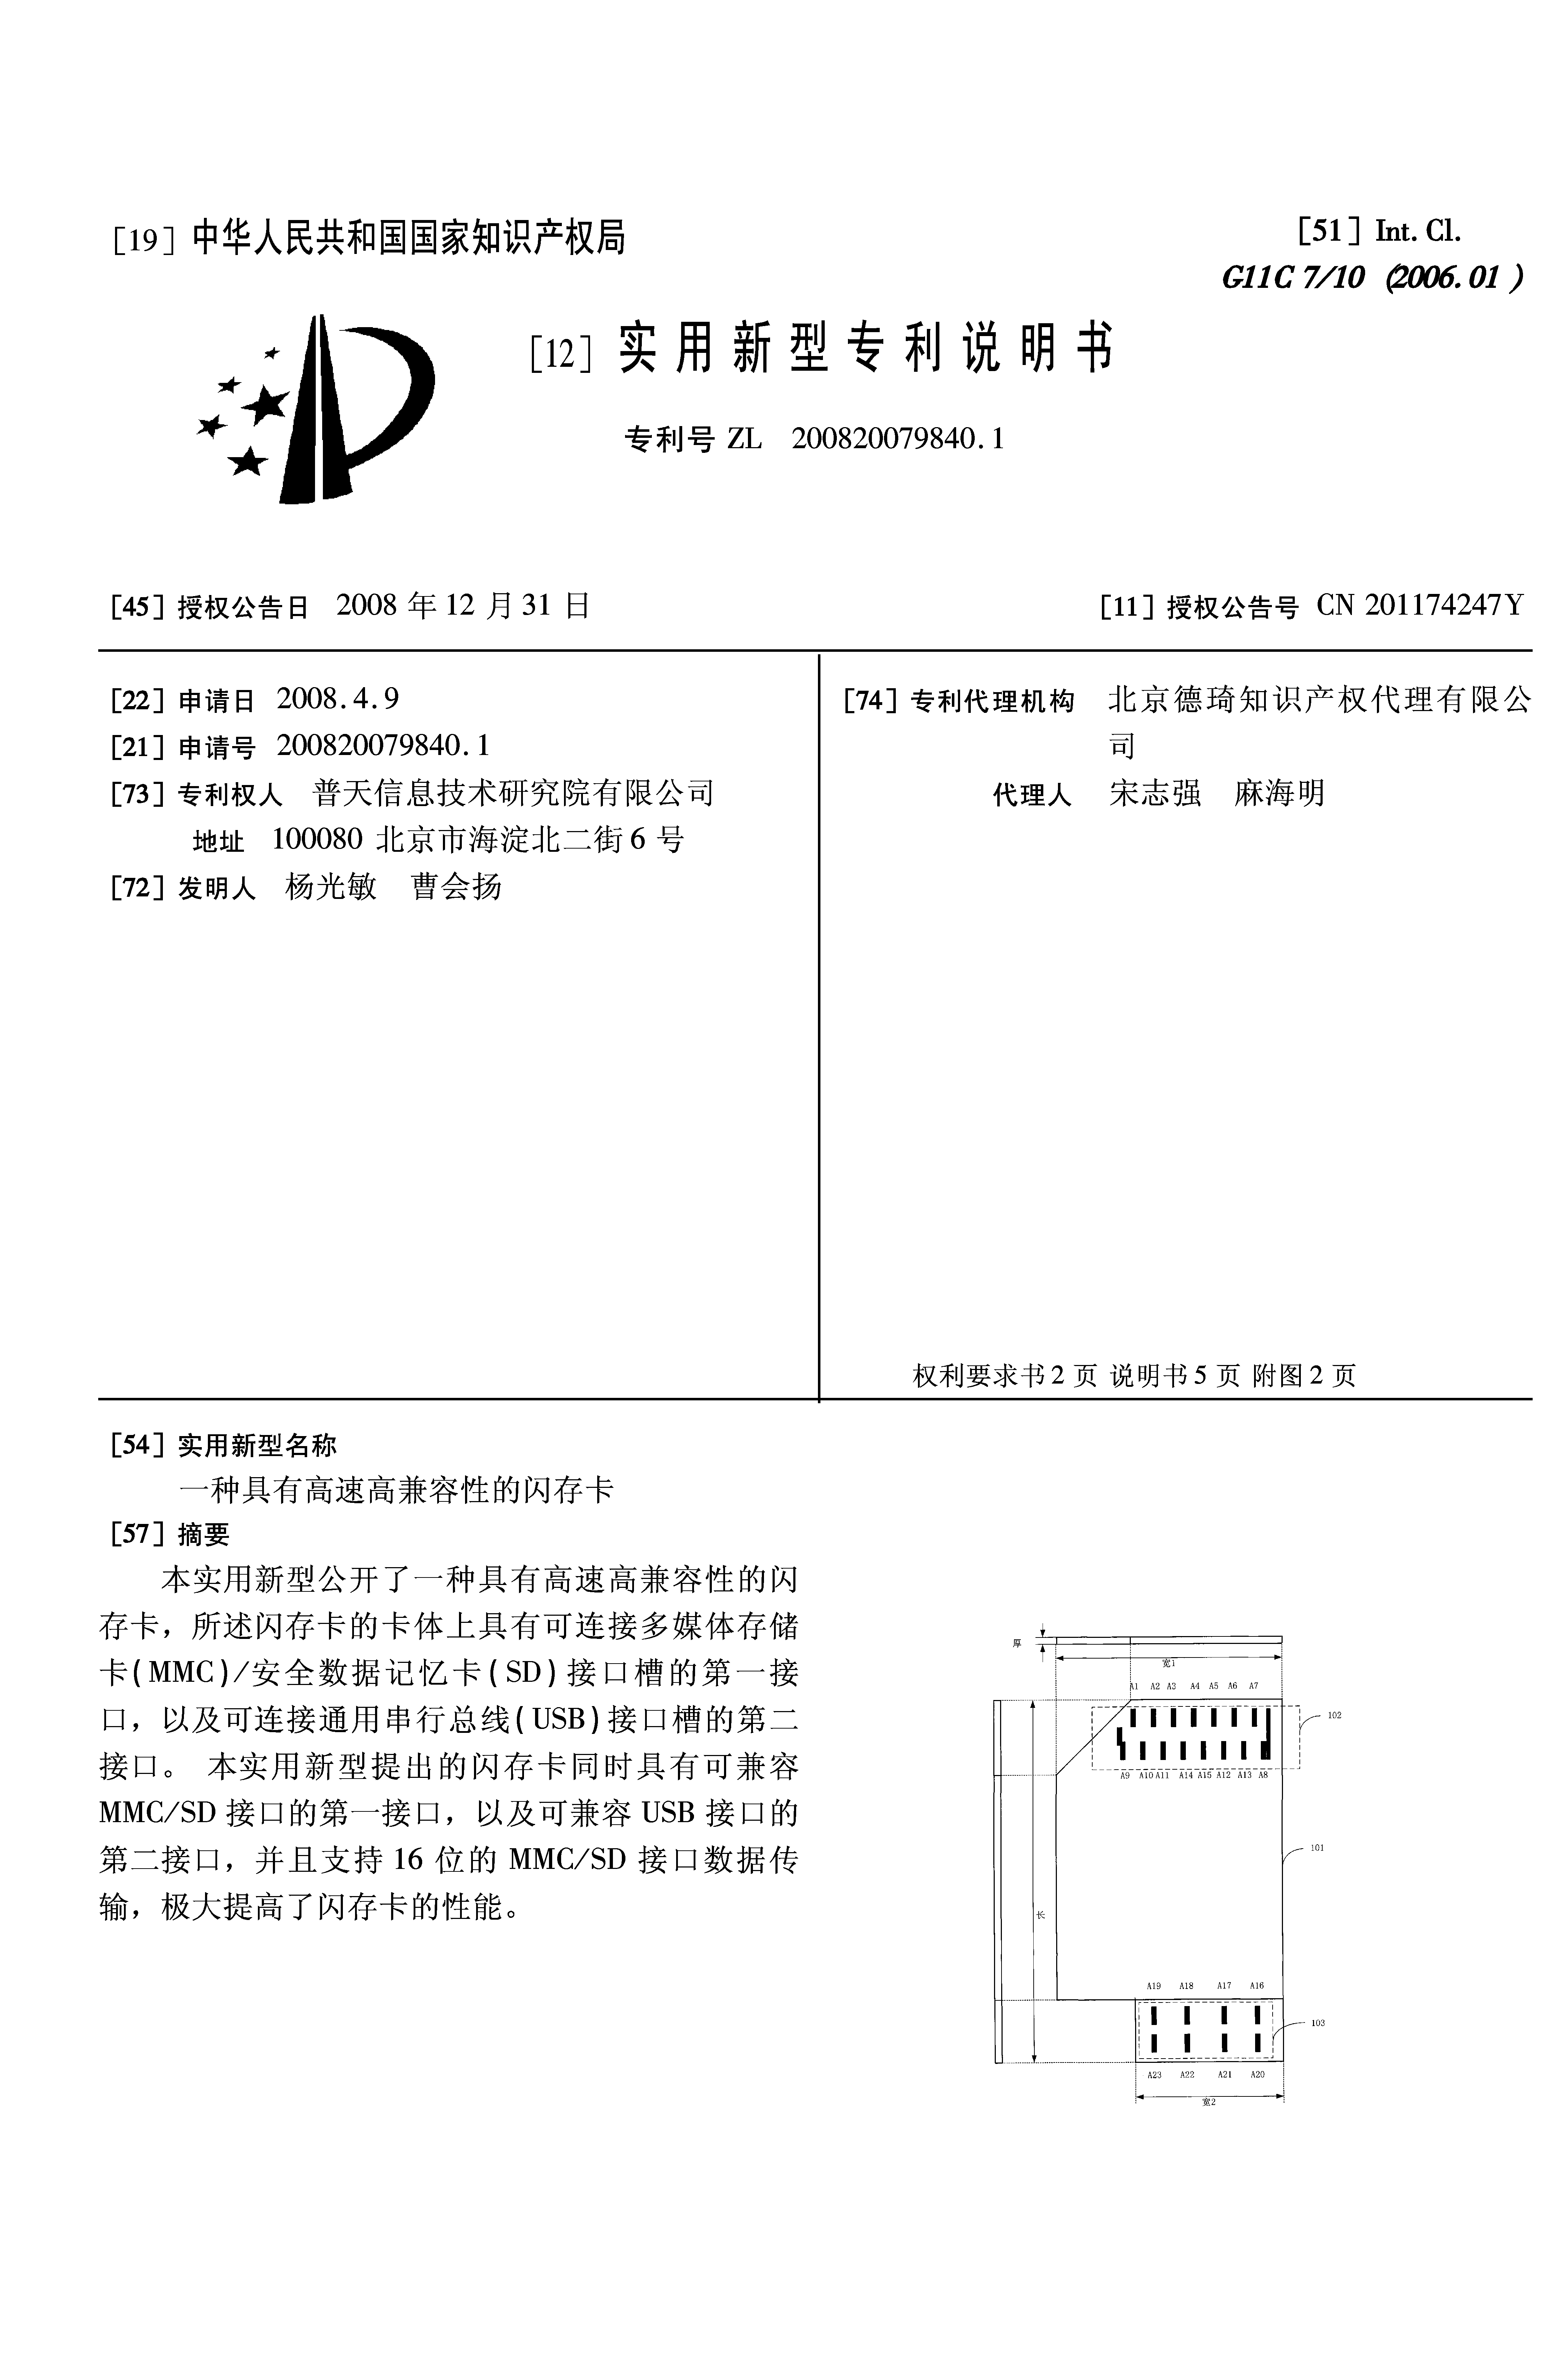 [19] 中华人民共和国国家知识产权局
[51] Int. Cl.
G11C 7/10 (2006.01)
[12] 实用新型专利说明书
专利号 ZL 200820079840.1
[45] 授权公告日 2008 年 12 月 31 日
[11] 授权公告号 CN 201174247Y
[22] 申请日 2008.4.9
[21] 申请号 200820079840.1
[73] 专利权人 普天信息技术研究院有限公司
地址 100080 北京市海淀北二街 6 号
[72] 发明人 杨光敏 曹会扬
[74] 专利代理机构 北京德琦知识产权代理有限公
司
代理人 宋志强 麻海明
权利要求书 2 页 说明书 5 页 附图 2 页
[54] 实用新型名称
一种具有高速高兼容性的闪存卡
[57] 摘要
本实用新型公开了一种具有高速高兼容性的闪
存卡，所述闪存卡的卡体上具有可连接多媒体存储
卡(MMC)/安全数据记忆卡(SD)接口槽的第一接
口，以及可连接通用串行总线(USB)接口槽的第二
接口。 本实用新型提出的闪存卡同时具有可兼容
MMC/SD 接口的第一接口，以及可兼容 USB 接口的
第二接口，并且支持 16 位的 MMC/SD 接口数据传
输，极大提高了闪存卡的性能。
厚
宽1
A1 A2 A3 A4 A5 A6 A7
102
A9 A10 A11 A14 A15 A12 A13 A8
101
长
A19 A18 A17 A16
103
A23 A22 A21 A20
宽2